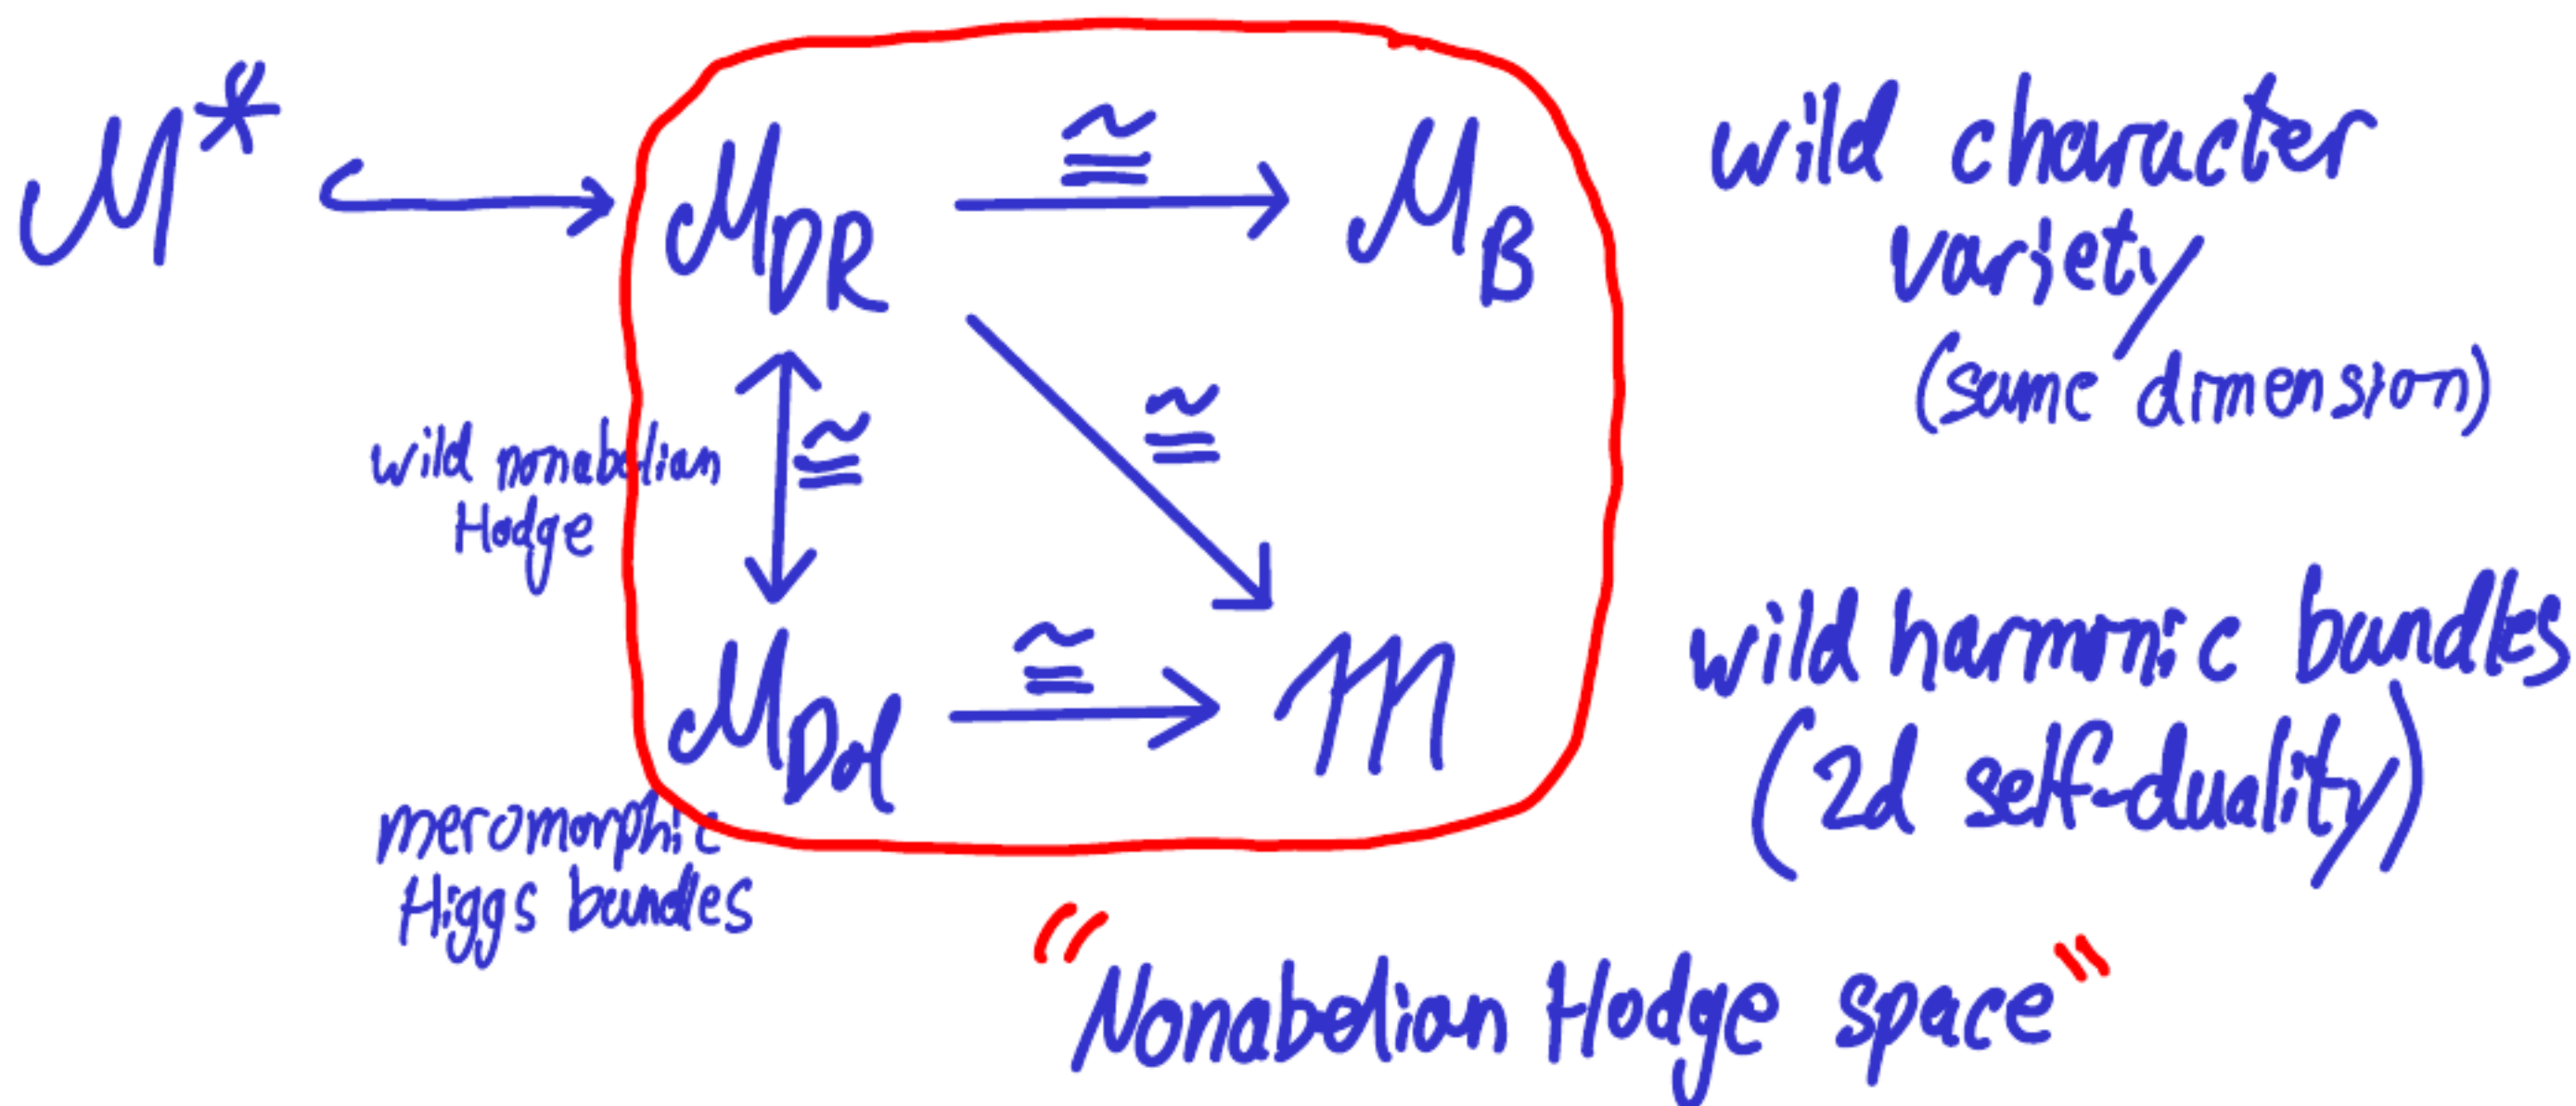 M* ↪ M_DR ≅ M_B
wild character
variety
(same dimension)
wild nonabelian
Hodge
≅
≅
M_Dol ≅ M
wild harmonic bundles
(2d self-duality)
meromorphic
Higgs bundles
"Nonabelian Hodge space"